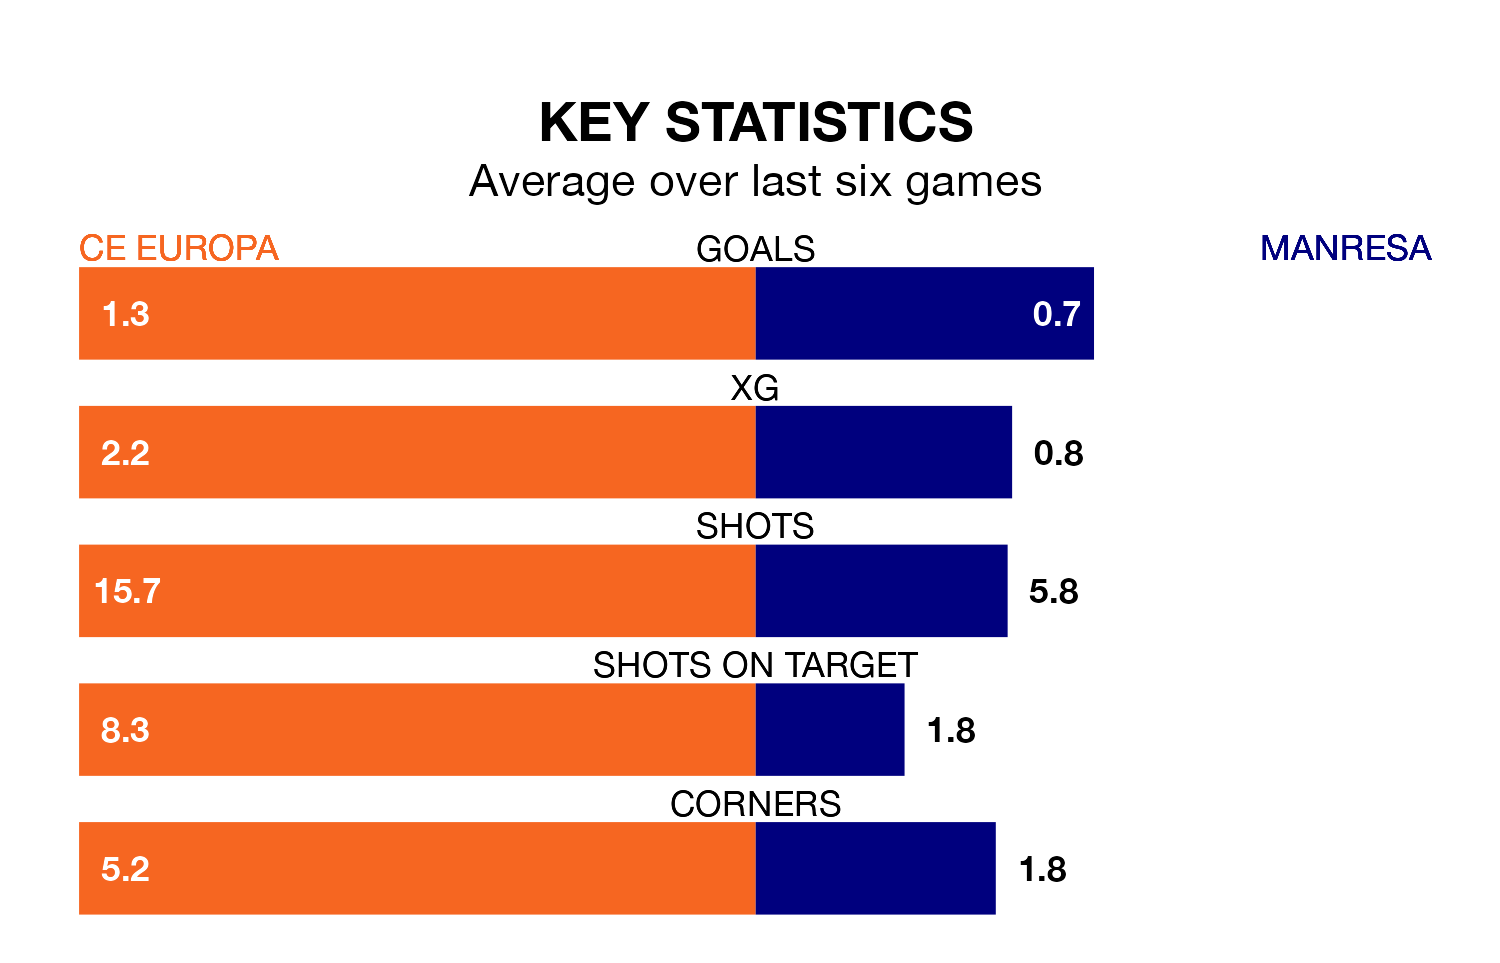 KEY STATISTICS
Average over last six games
CE EUROPA GOALS MANRESA
1.3 0.7
XG
2.2 0.8
SHOTS
15.7 5.8
SHOTS ON TARGET
8.3 1.8
CORNERS
5.2 1.8